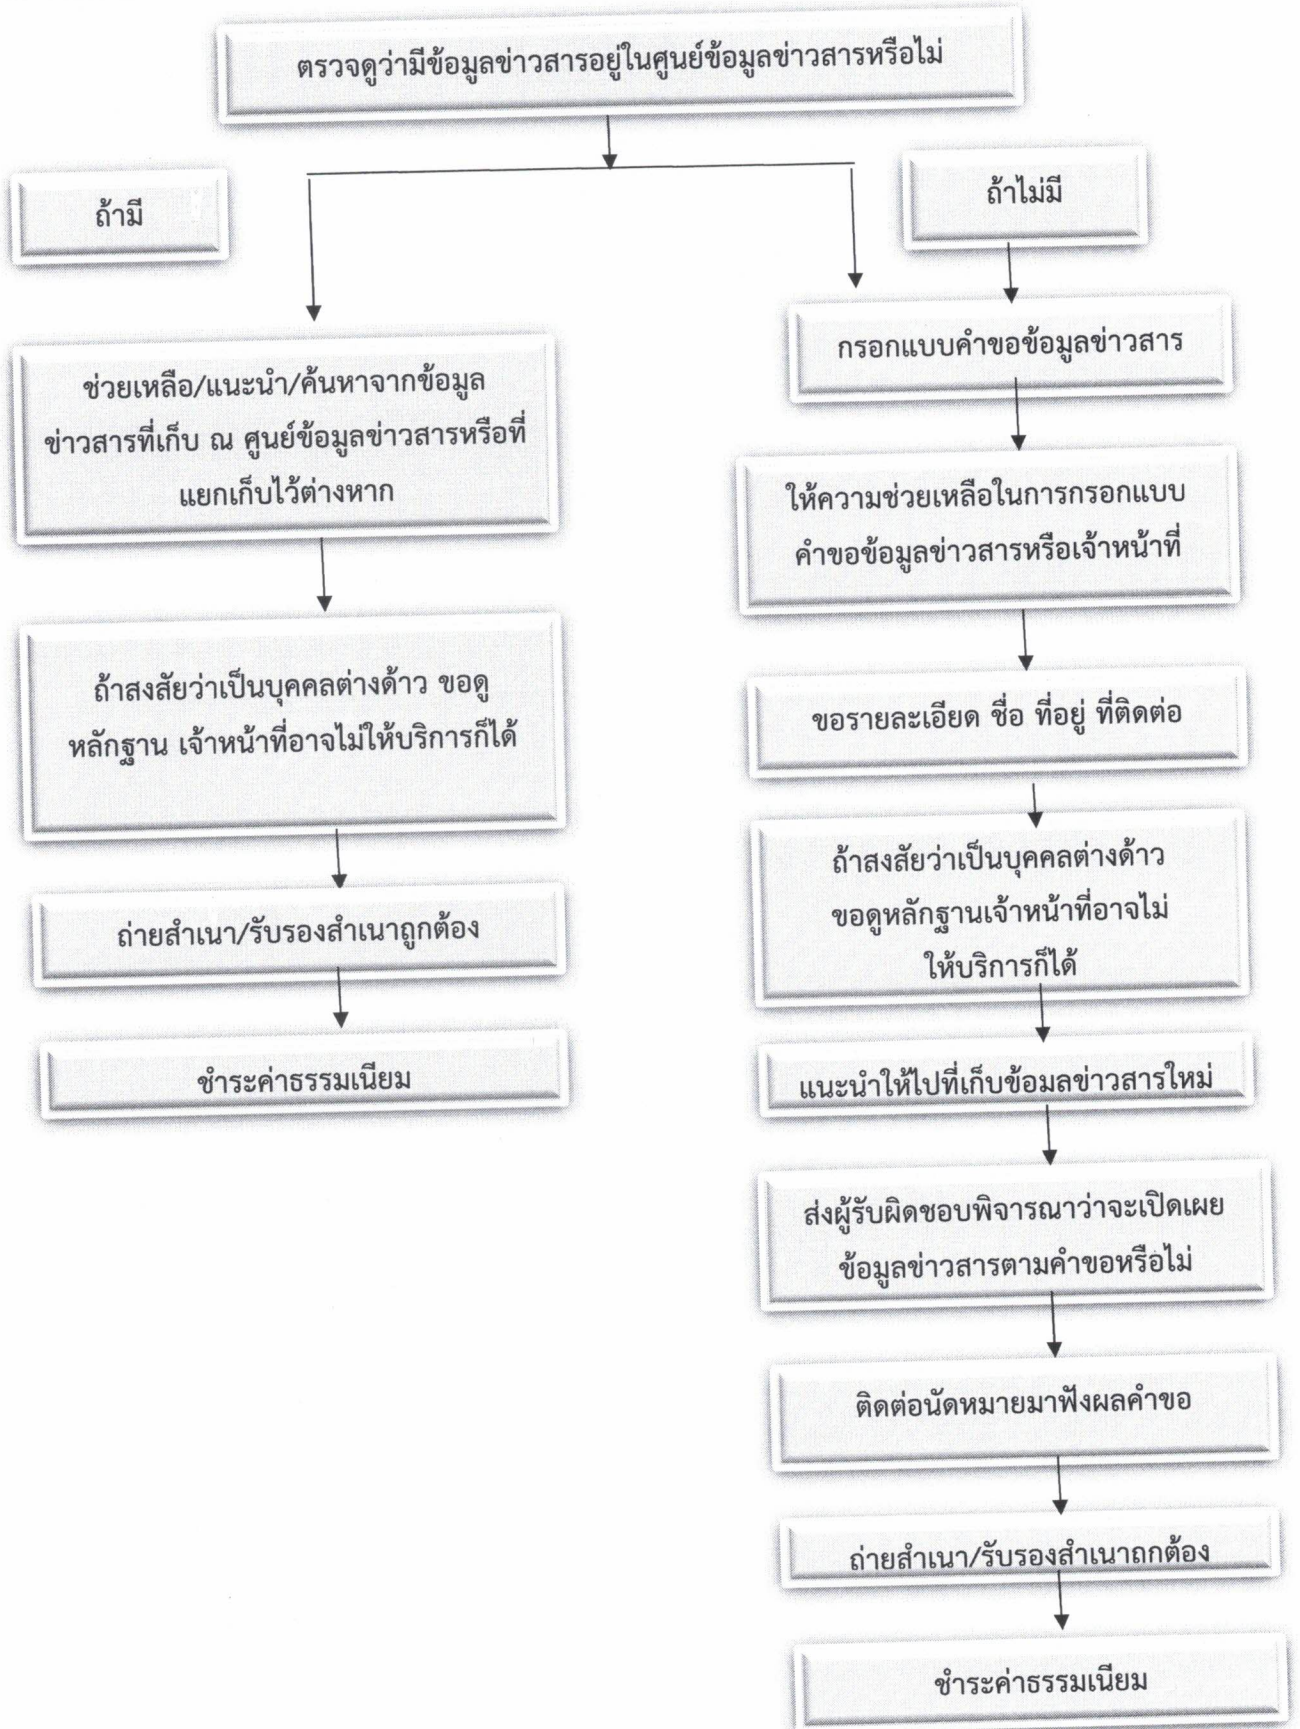 ตรวจดูว่ามีข้อมูลข่าวสารอยู่ในศูนย์ข้อมูลข่าวสารหรือไม่
ถ้ามี
ถ้าไม่มี
ช่วยเหลือ/แนะนำ/ค้นหาจากข้อมูล
ข่าวสารที่เก็บ ณ ศูนย์ข้อมูลข่าวสารหรือที่
แยกเก็บไว้ต่างหาก
ถ้าสงสัยว่าเป็นบุคคลต่างด้าว ขอดู
หลักฐาน เจ้าหน้าที่อาจไม่ให้บริการก็ได้
ถ่ายสำเนา/รับรองสำเนาถูกต้อง
ชำระค่าธรรมเนียม
กรอกแบบคำขอข้อมูลข่าวสาร
ให้ความช่วยเหลือในการกรอกแบบ
คำขอข้อมูลข่าวสารหรือเจ้าหน้าที่
ขอรายละเอียด ชื่อ ที่อยู่ ที่ติดต่อ
ถ้าสงสัยว่าเป็นบุคคลต่างด้าว
ขอดูหลักฐานเจ้าหน้าที่อาจไม่
ให้บริการก็ได้
แนะนำให้ไปที่เก็บข้อมูลข่าวสารใหม่
ส่งผู้รับผิดชอบพิจารณาว่าจะเปิดเผย
ข้อมูลข่าวสารตามคำขอหรือไม่
ติดต่อนัดหมายมาฟังผลคำขอ
ถ่ายสำเนา/รับรองสำเนาถูกต้อง
ชำระค่าธรรมเนียม